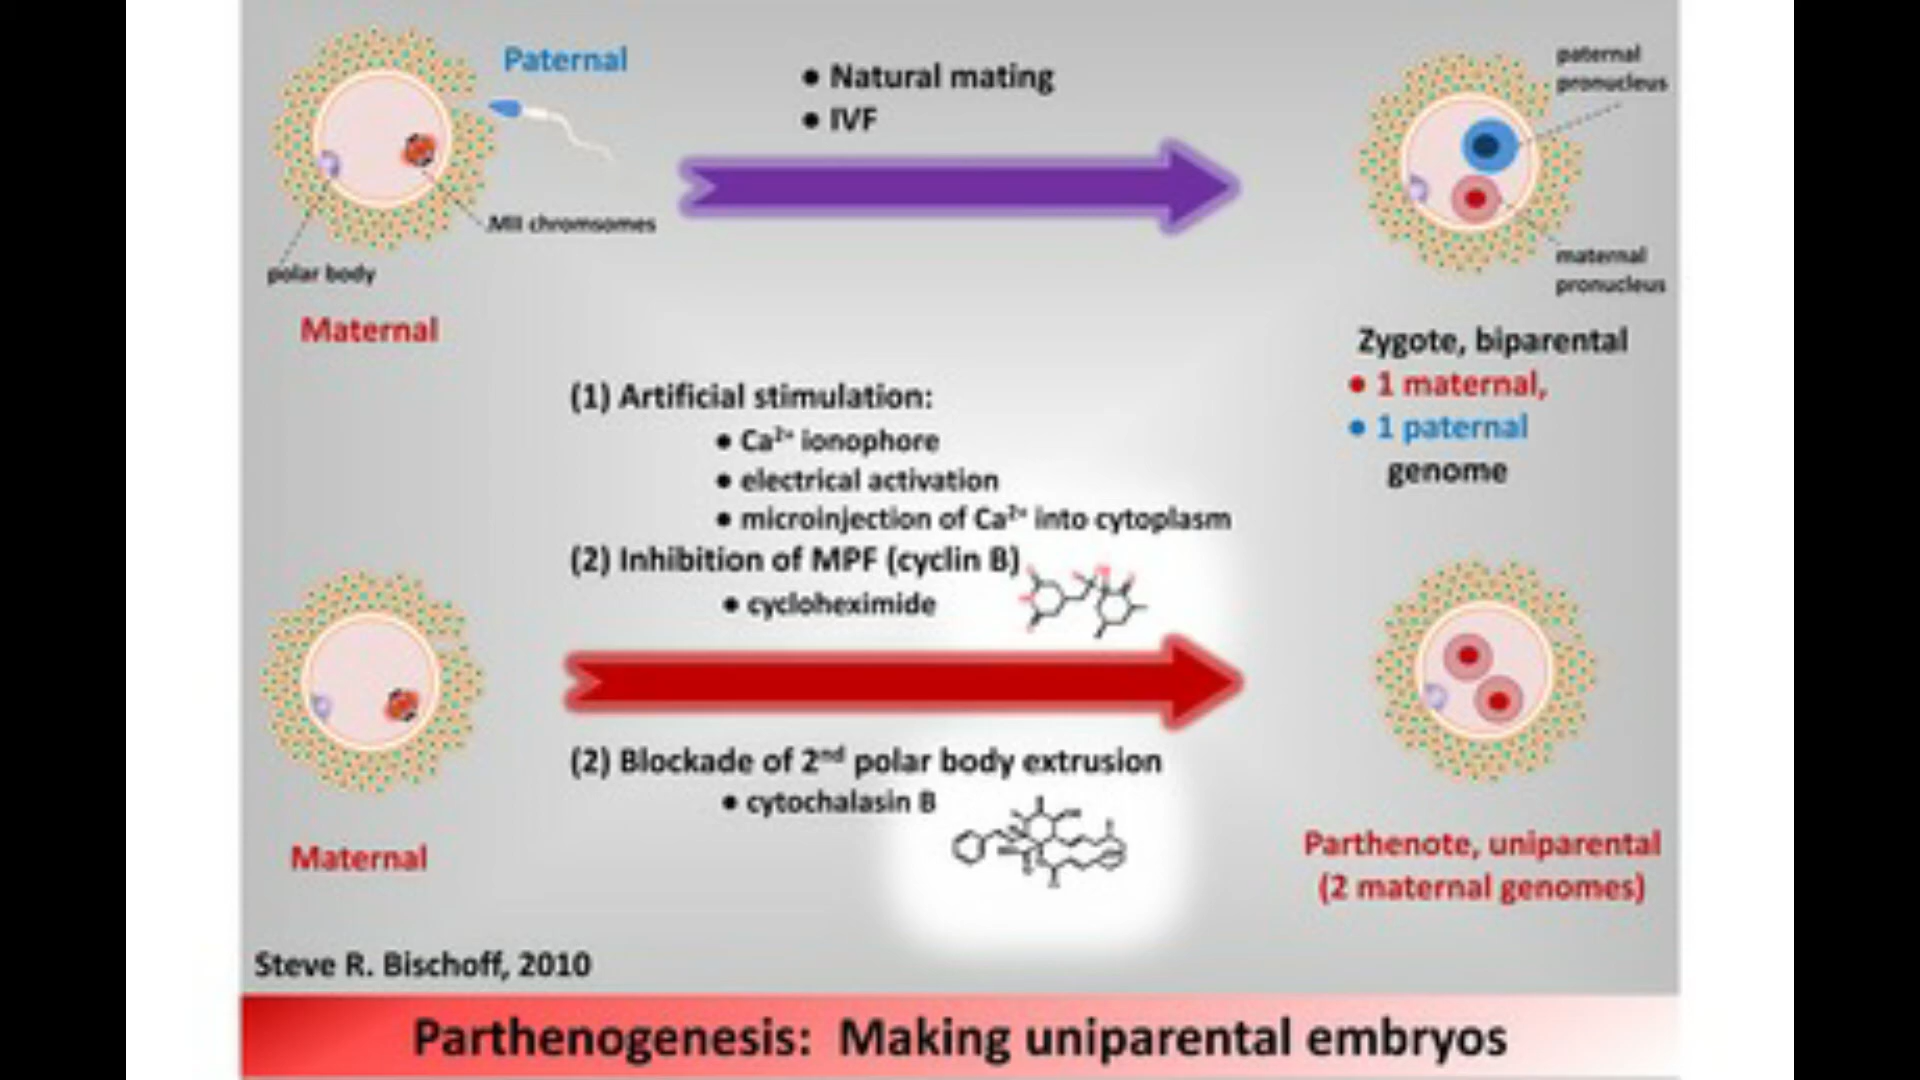 Paternal
● Natural mating
● IVF
paternal
pronucleus
MII chromsomes
polar body
Maternal
maternal
pronucleus
Zygote, biparental
● 1 maternal,
● 1 paternal
genome
(1) Artificial stimulation:
● Ca²⁺ ionophore
● electrical activation
● microinjection of Ca²⁺ into cytoplasm
(2) Inhibition of MPF (cyclin B)
● cycloheximide
(2) Blockade of 2nd polar body extrusion
● cytochalasin B
Maternal
Parthenote, uniparental
(2 maternal genomes)
Steve R. Bischoff, 2010
Parthenogenesis: Making uniparental embryos